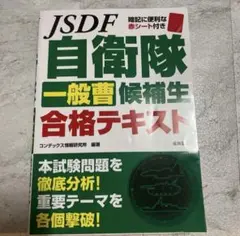 JSDF
暗記に便利な
赤シート付き
自衛隊
一般曹候補生
合格テキスト
コンデックス情報研究所 編著
本試験問題を
徹底分析!
重要テーマを
各個撃破!